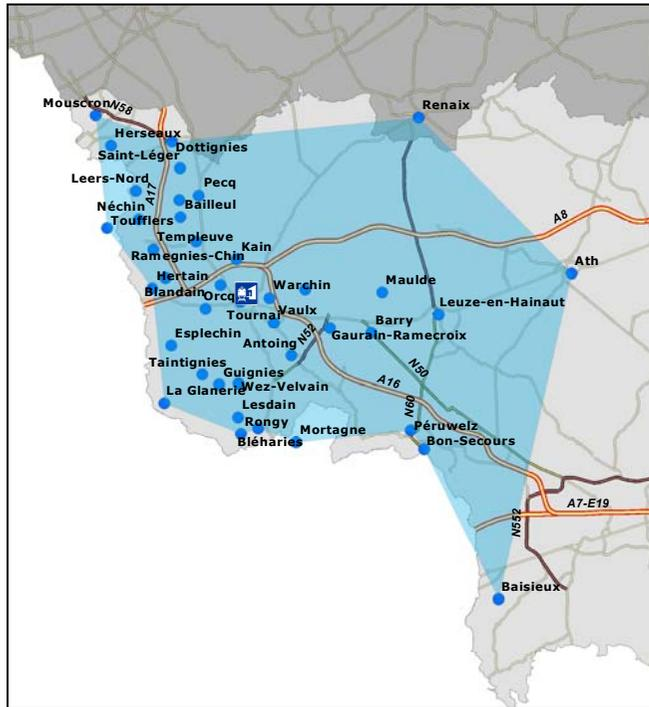 Mouscron
N58
Renaix
Herseaux
Dottignies
Saint-Léger
Leers-Nord
A17
Pecq
Néchin
Bailleul
Toufflers
A8
Templeuve
Kain
Ramegnies-Chin
Ath
Hertain
Warchin
Maulde
Blandain
Orcq
Leuze-en-Hainaut
Tournai
Vaulx
Barry
Esplechin
N52
Gaurain-Ramecroix
Antoing
Taintignies
Guignies
N50
A16
La Glanerie
Wez-Velvain
Lesdain
N60
Rongy
Mortagne
Péruwelz
Bléharies
Bon-Secours
A7-E19
N552
Baisieux